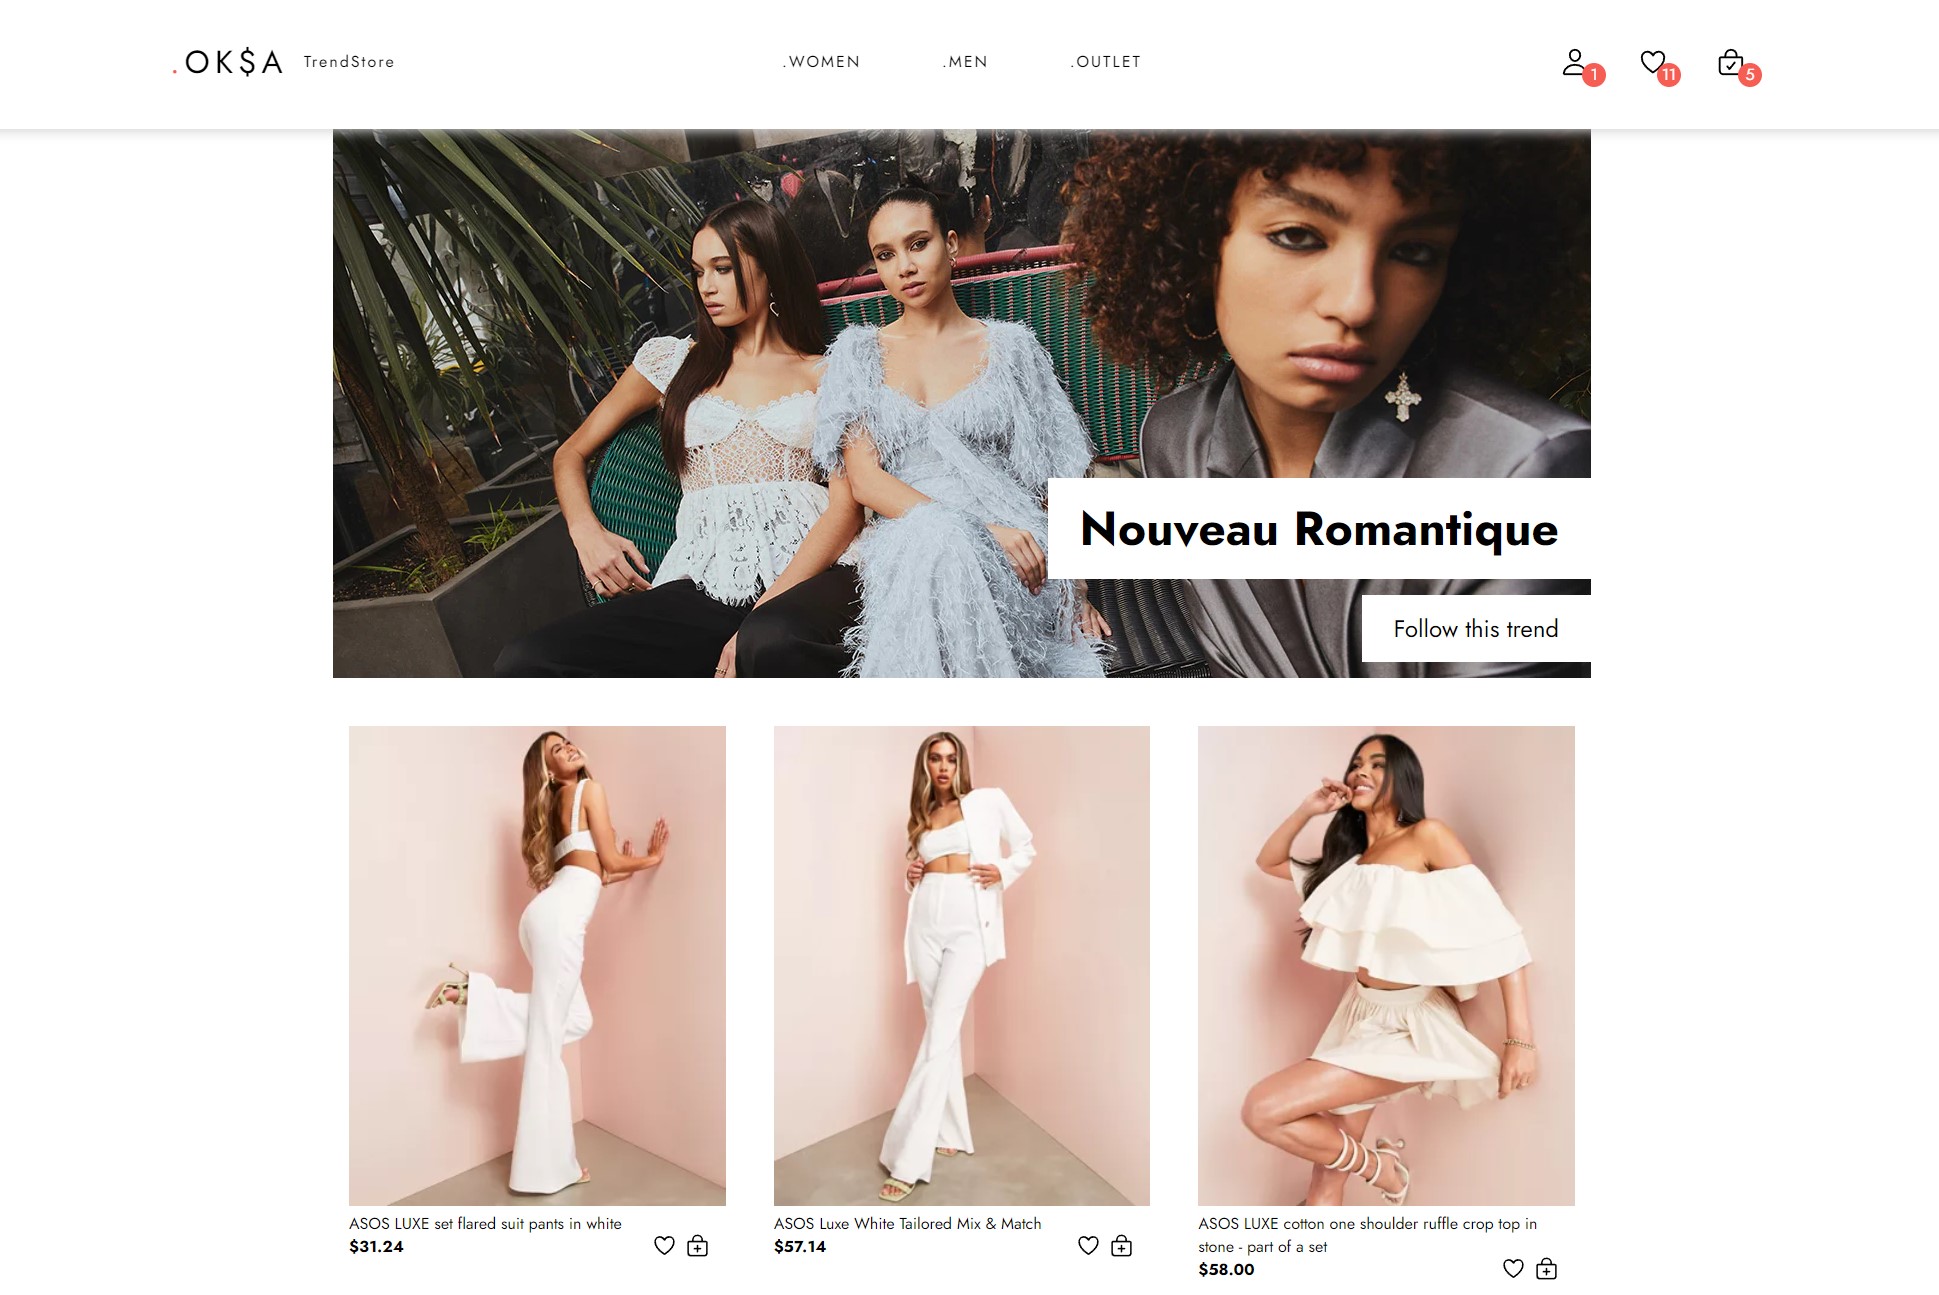 .OK$A TrendStore .WOMEN .MEN .OUTLET 1 11 5
Nouveau Romantique
Follow this trend
ASOS LUXE set flared suit pants in white
$31.24
ASOS Luxe White Tailored Mix & Match
$57.14
ASOS LUXE cotton one shoulder ruffle crop top in
stone - part of a set
$58.00